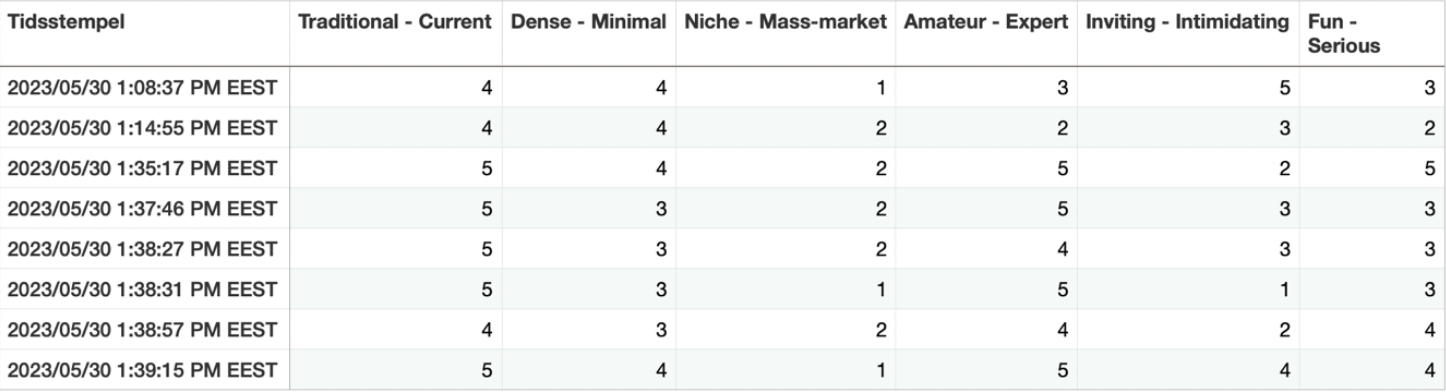 Tidsstempel Traditional - Current Dense - Minimal Niche - Mass-market Amateur - Expert Inviting - Intimidating Fun -
Serious
2023/05/30 1:08:37 PM EEST 4 4 1 3 5 3
2023/05/30 1:14:55 PM EEST 4 4 2 2 3 2
2023/05/30 1:35:17 PM EEST 5 4 2 5 2 5
2023/05/30 1:37:46 PM EEST 5 3 2 5 3 3
2023/05/30 1:38:27 PM EEST 5 3 2 4 3 3
2023/05/30 1:38:31 PM EEST 5 3 1 5 1 3
2023/05/30 1:38:57 PM EEST 4 3 2 4 2 4
2023/05/30 1:39:15 PM EEST 5 4 1 5 4 4